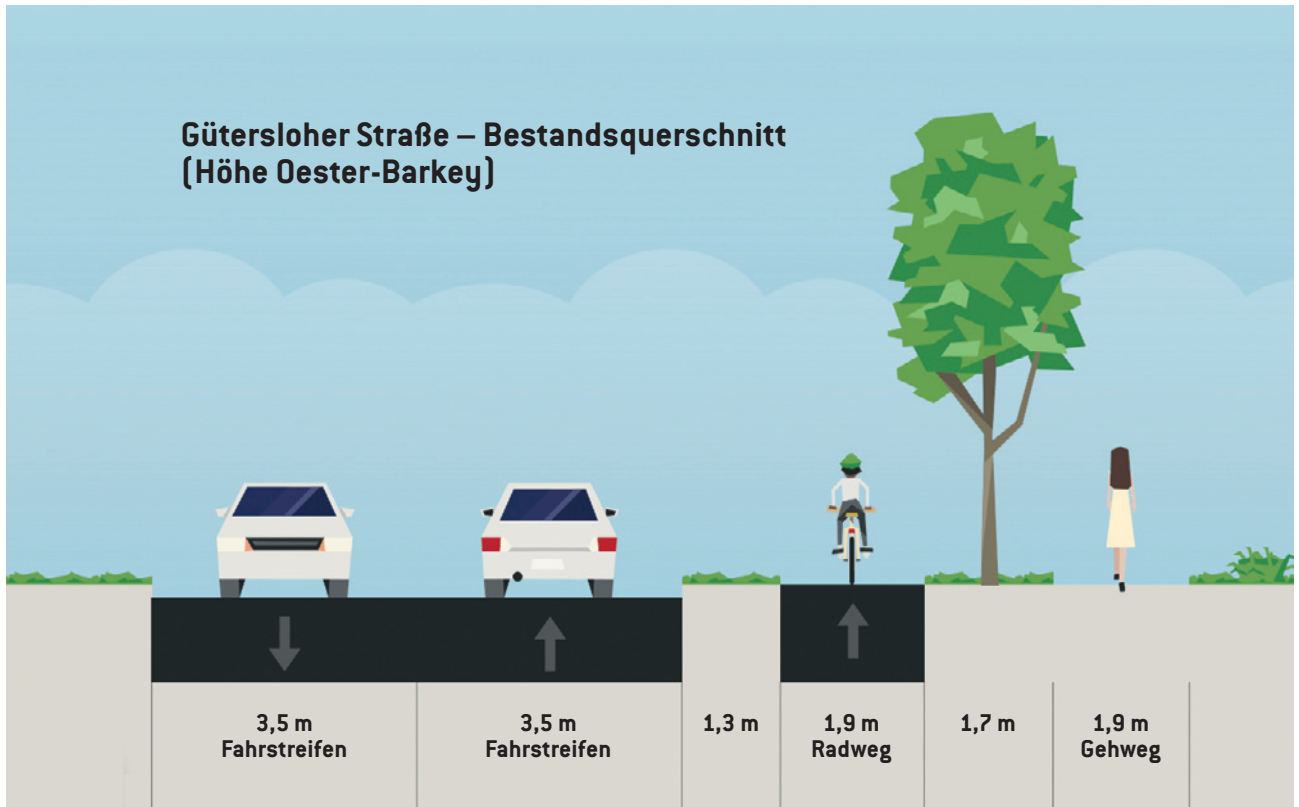 Gütersloher Straße – Bestandsquerschnitt
(Höhe Oester-Barkey)
3,5 m
Fahrstreifen
3,5 m
Fahrstreifen
1,3 m
1,9 m
Radweg
1,7 m
1,9 m
Gehweg